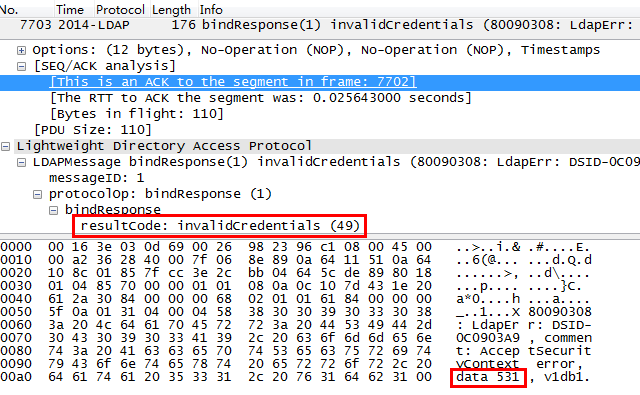 No. Time Protocol Length Info
7703 2014-LDAP 176 bindResponse(1) invalidCredentials (80090308: LdapErr:
Options: (12 bytes), No-Operation (NOP), No-Operation (NOP), Timestamps
[SEQ/ACK analysis]
[This is an ACK to the segment in frame: 7702]
[The RTT to ACK the segment was: 0.025643000 seconds]
[Bytes in flight: 110]
[PDU Size: 110]
Lightweight Directory Access Protocol
LDAPMessage bindResponse(1) invalidCredentials (80090308: LdapErr: DSID-0C09
messageID: 1
protocolOp: bindResponse (1)
bindResponse
resultCode: invalidCredentials (49)
0000 00 16 3e 03 0d 69 00 26 98 23 96 c1 08 00 45 00 ..>..i.& .#....E.
0010 00 a2 36 28 40 00 7f 06 8e 89 0a 64 11 51 0a 64 ..6(@... ...d.Q.d
0020 10 8c 01 85 7f cc 3e 2c bb 04 64 5c de 89 80 18 ......>, ..d\....
0030 01 04 85 70 00 00 01 01 08 0a 0c 10 7d 43 1e 20 ...p.... ....}C.
0040 61 2a 30 84 00 00 00 68 02 01 01 61 84 00 00 00 a*0....h ...a....
0050 5f 0a 01 31 04 00 04 58 38 30 30 39 30 33 30 38 _..1...X 80090308
0060 3a 20 4c 64 61 70 45 72 72 3a 20 44 53 49 44 2d : LdapEr r: DSID-
0070 30 43 30 39 30 33 41 39 2c 20 63 6f 6d 6d 65 6e 0C0903A9 , commen
0080 74 3a 20 41 63 63 65 70 74 53 65 63 75 72 69 74 t: Accep tSecurit
0090 79 43 6f 6e 74 65 78 74 20 65 72 72 6f 72 2c 20 yContext error,
00a0 64 61 74 61 20 35 33 31 2c 20 76 31 64 62 31 00 data 531 , v1db1.